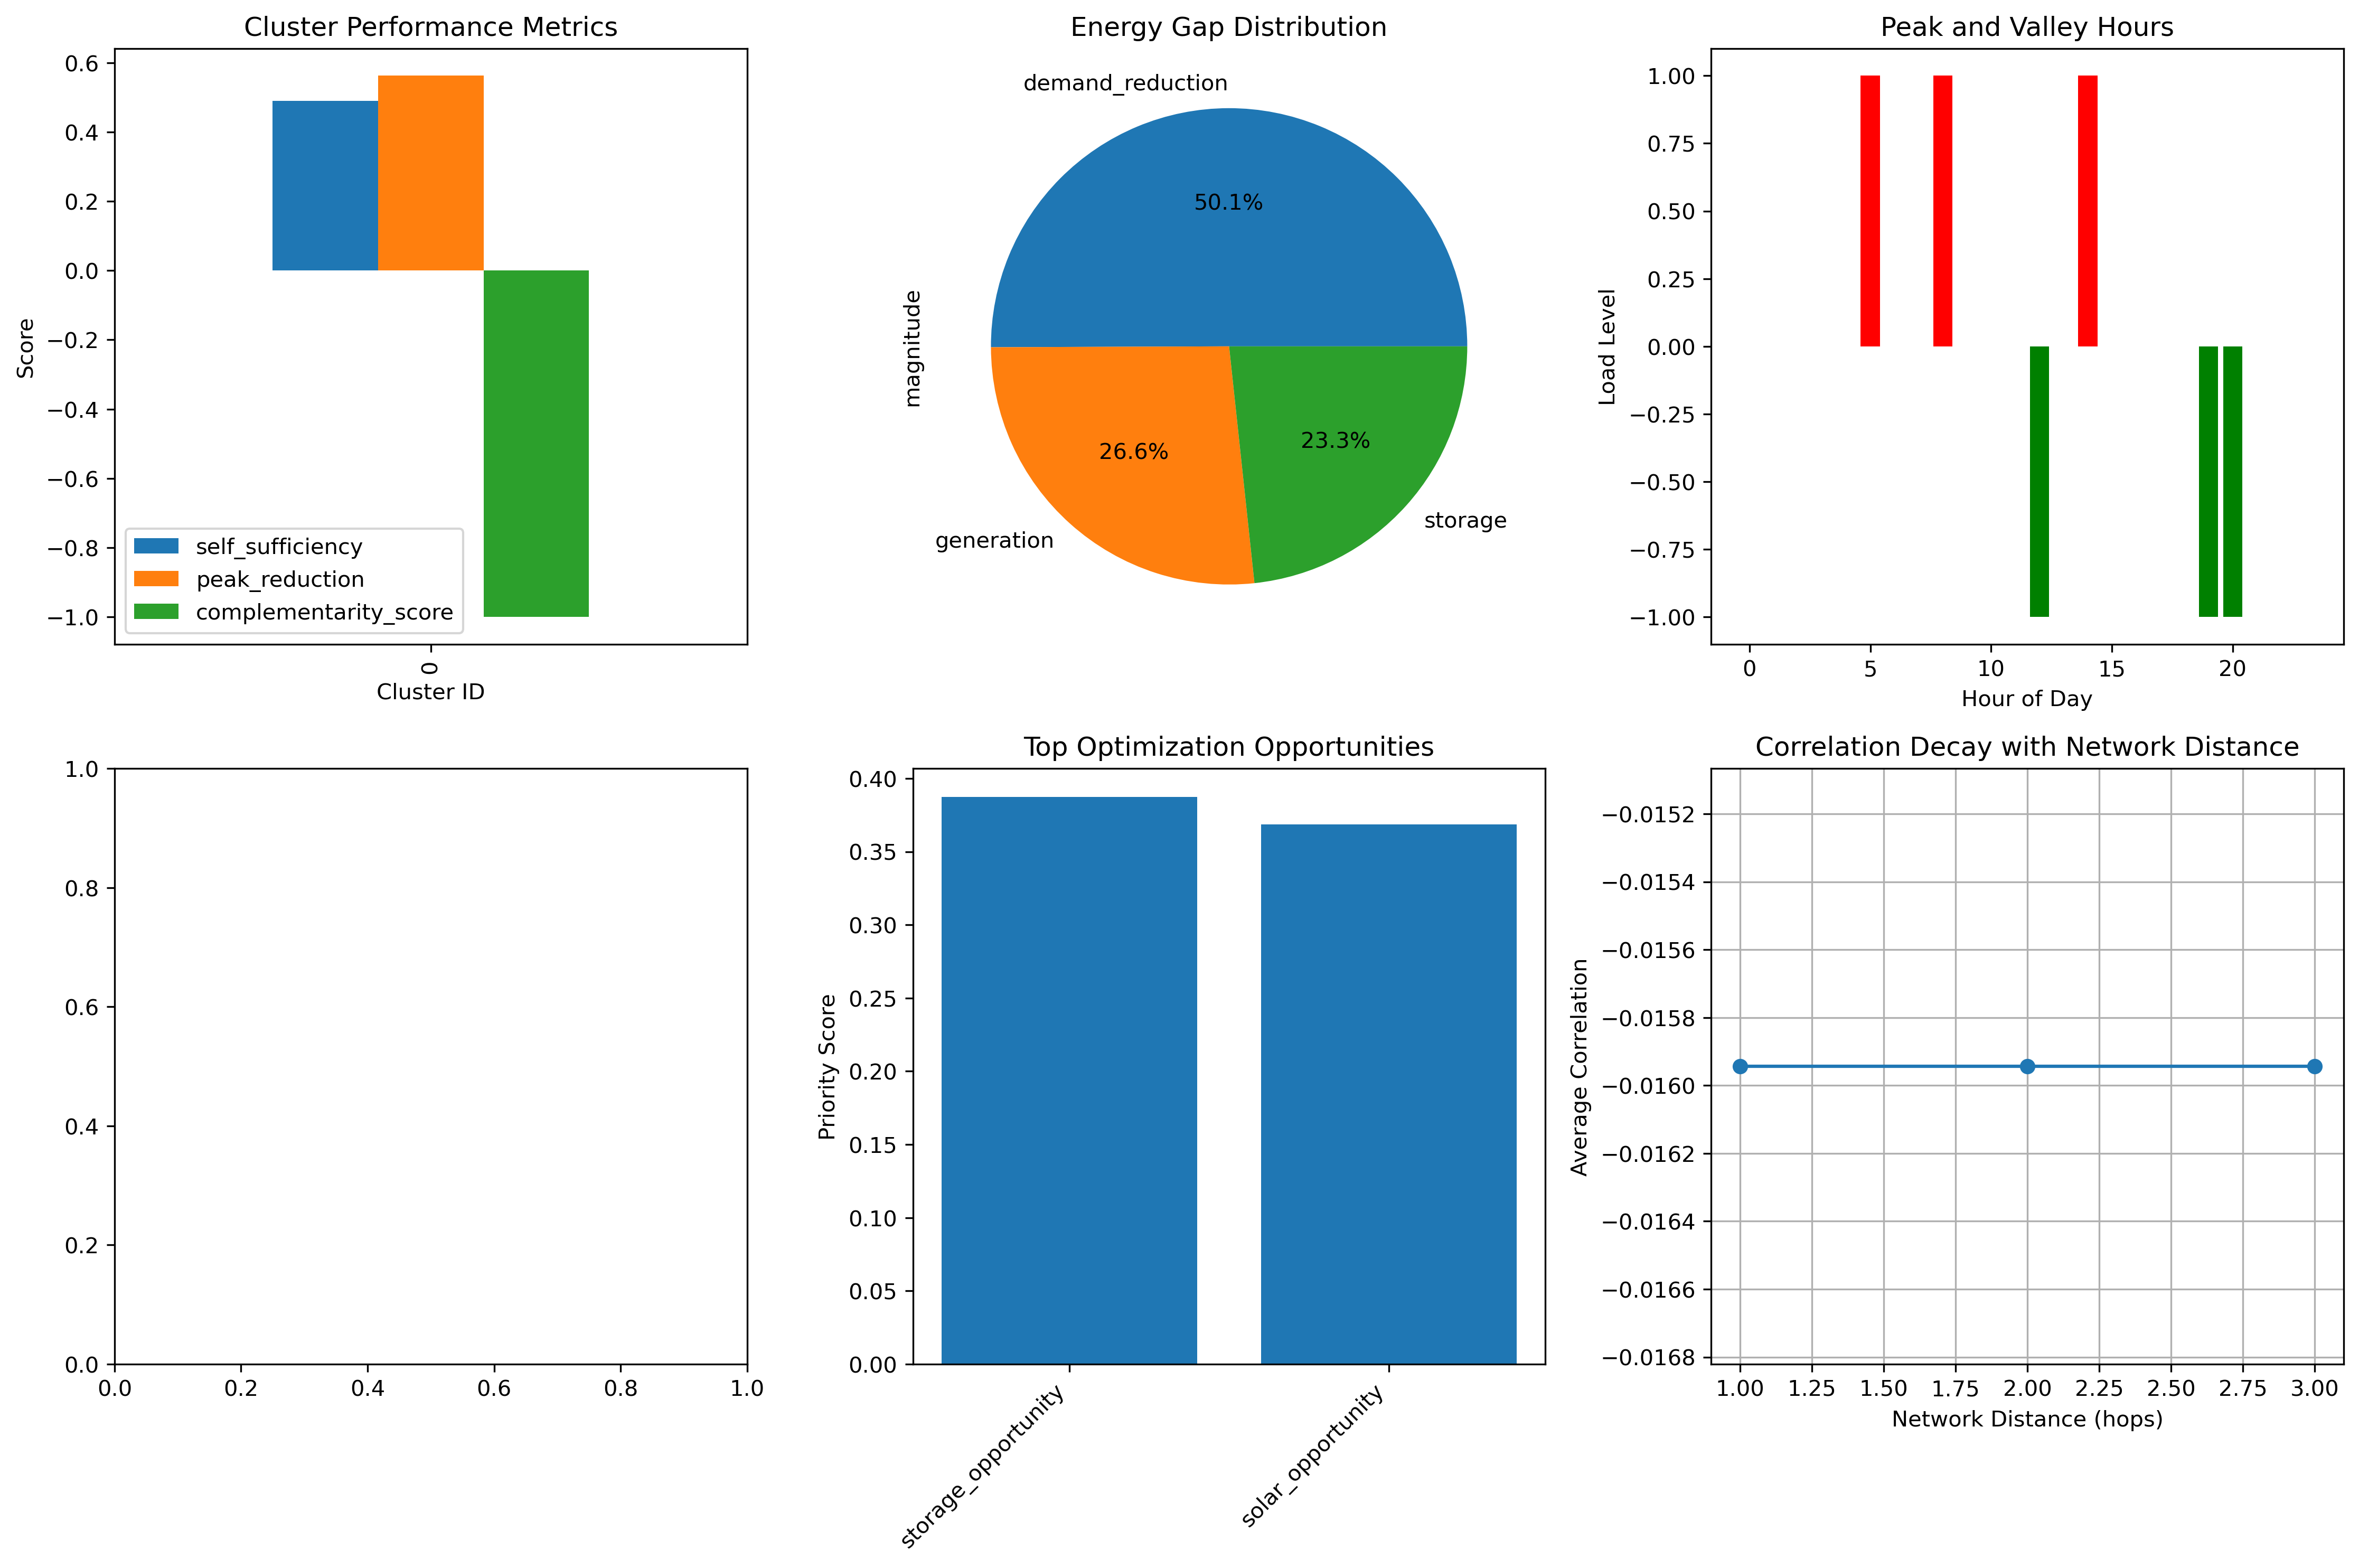 Cluster Performance Metrics
Score
0.6
0.4
0.2
0.0
−0.2
−0.4
−0.6
−0.8
−1.0
self_sufficiency
peak_reduction
complementarity_score
0
Cluster ID
Energy Gap Distribution
magnitude
demand_reduction
50.1%
26.6%
23.3%
generation
storage
Peak and Valley Hours
Load Level
1.00
0.75
0.50
0.25
0.00
−0.25
−0.50
−0.75
−1.00
0 5 10 15 20
Hour of Day
1.0
0.8
0.6
0.4
0.2
0.0
0.0 0.2 0.4 0.6 0.8 1.0
Top Optimization Opportunities
Priority Score
0.40
0.35
0.30
0.25
0.20
0.15
0.10
0.05
0.00
storage_opportunity
solar_opportunity
Correlation Decay with Network Distance
Average Correlation
−0.0152
−0.0154
−0.0156
−0.0158
−0.0160
−0.0162
−0.0164
−0.0166
−0.0168
1.00 1.25 1.50 1.75 2.00 2.25 2.50 2.75 3.00
Network Distance (hops)